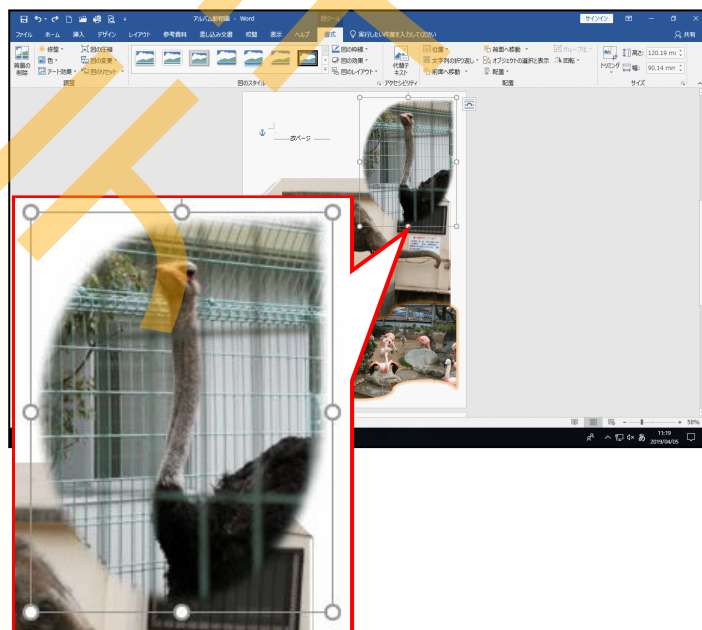 アルバム動物園 - Word
図ツール
サインイン
ファイル ホーム 挿入 デザイン レイアウト 参考資料 差し込み文書 校閲 表示 ヘルプ 書式 実行したい作業を入力してください 共有
背景の削除
修整
色
アート効果
図の圧縮
図の変更
図のリセット
調整
図のスタイル
図の枠線
図の効果
図のレイアウト
代替テキスト
アクセシビリティ
位置
文字列の折り返し
前面へ移動
背面へ移動
オブジェクトの選択と表示
配置
グループ化
回転
配置
トリミング
高さ: 120.19 mm
幅: 90.14 mm
サイズ
改ページ
58%
あ
11:19
2019/04/05